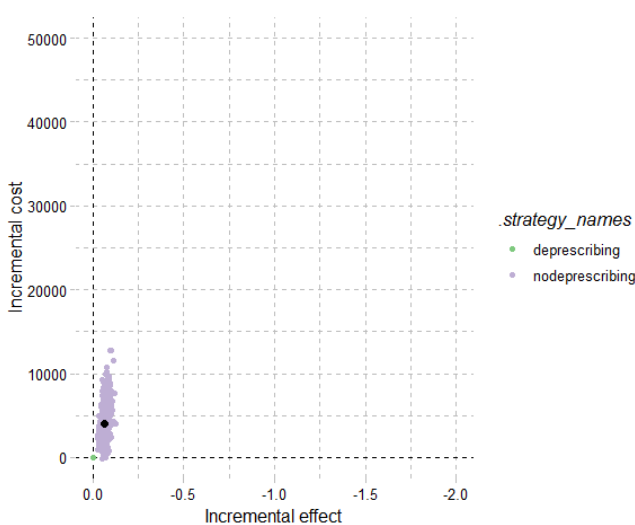 50000
40000
30000
20000
10000
0
Incremental cost
0.0 -0.5 -1.0 -1.5 -2.0
Incremental effect
.strategy_names
deprescribing
nodeprescribing